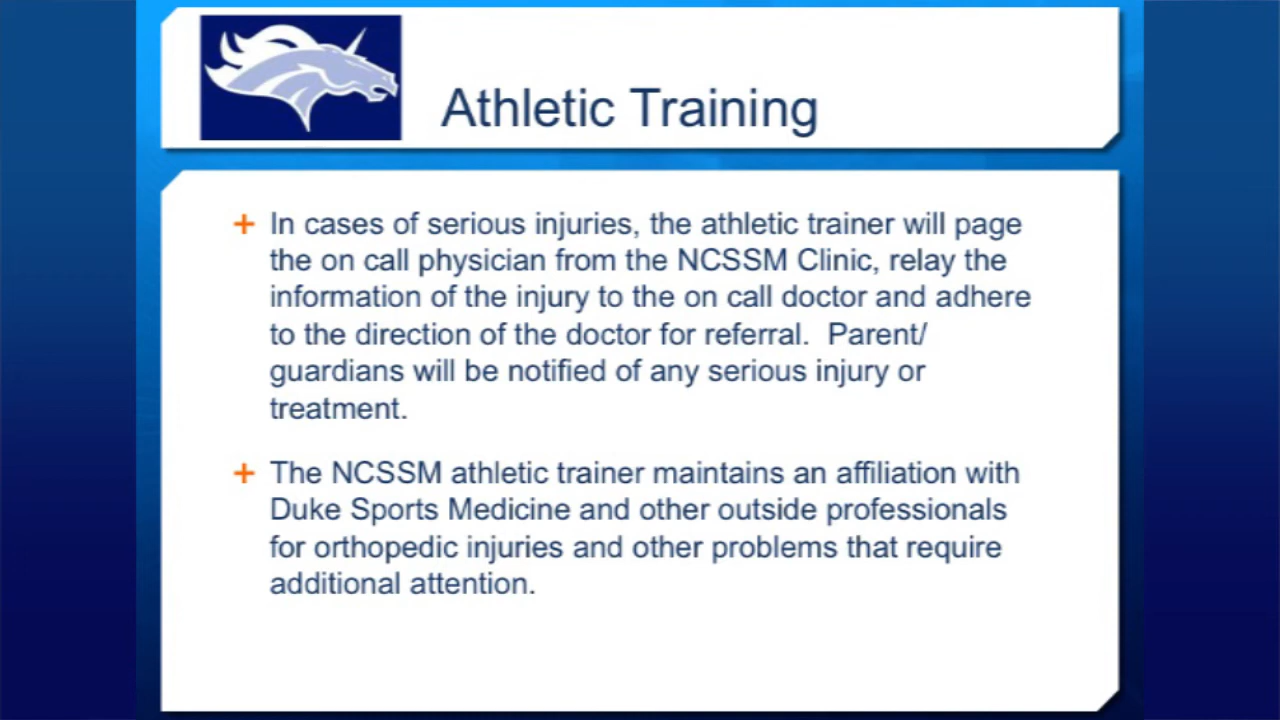 Athletic Training
+ In cases of serious injuries, the athletic trainer will page
the on call physician from the NCSSM Clinic, relay the
information of the injury to the on call doctor and adhere
to the direction of the doctor for referral.  Parent/
guardians will be notified of any serious injury or
treatment.
+ The NCSSM athletic trainer maintains an affiliation with
Duke Sports Medicine and other outside professionals
for orthopedic injuries and other problems that require
additional attention.